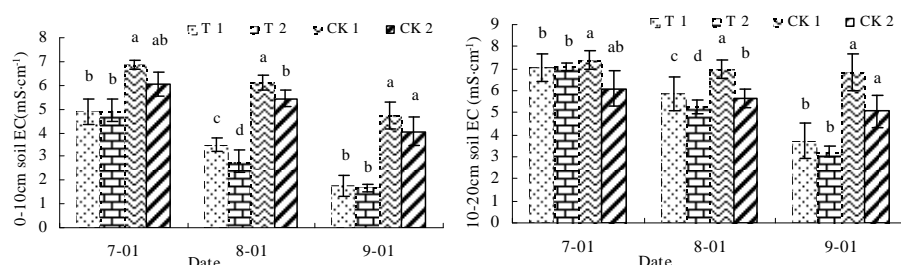 T 1 T 2 CK 1 CK 2
0-10cm soil EC(mS·cm⁻¹)
8
7
6
5
4
3
2
1
0
b b a ab
c d a b
b b a a
7-01 8-01 9-01
Date
T 1 T 2 CK 1 CK 2
10-20cm soil EC (mS·cm⁻¹)
9
8
7
6
5
4
3
2
1
0
b b a ab
c d a b
b b a a
7-01 8-01 9-01
Date